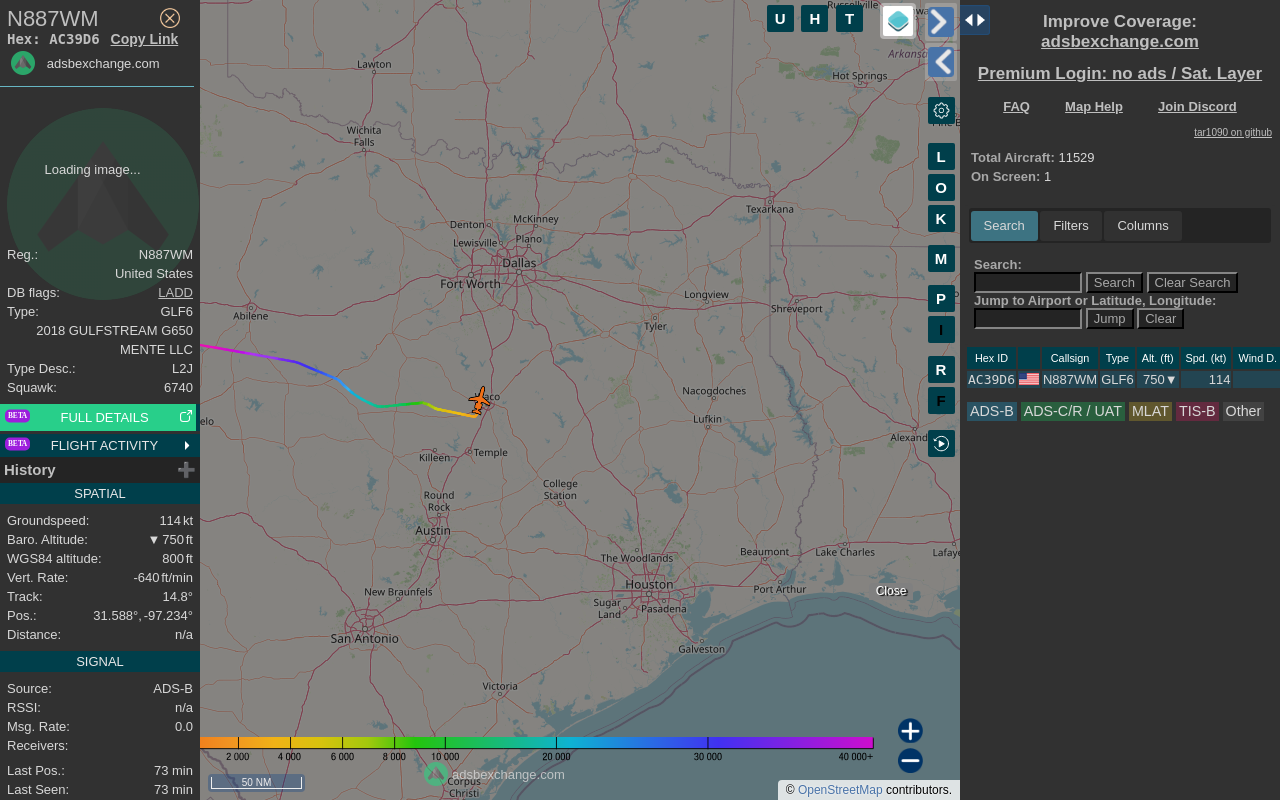 N887WM
Hex: AC39D6 Copy Link
adsbexchange.com
Loading image...
Reg.: N887WM
United States
DB flags: LADD
Type: GLF6
2018 GULFSTREAM G650
MENTE LLC
Type Desc.: L2J
Squawk: 6740
BETA FULL DETAILS
BETA FLIGHT ACTIVITY
History
SPATIAL
Groundspeed: 114 kt
Baro. Altitude: ▼ 750 ft
WGS84 altitude: 800 ft
Vert. Rate: -640 ft/min
Track: 14.8°
Pos.: 31.588°, -97.234°
Distance: n/a
SIGNAL
Source: ADS-B
RSSI: n/a
Msg. Rate: 0.0
Receivers:
Last Pos.: 73 min
Last Seen: 73 min
U H T
L
O
K
M
P
I
R
F
Russellville
Lawton
Arkansa
Hot Springs
Wichita
Falls
Texarkana
Denton
McKinney
Lewisville
Plano
Dallas
Fort Worth
Longview
Abilene
Tyler
Shreveport
aco
Nacogdoches
elo
Lufkin
Alexand
Killeen
Temple
College
Station
Round
Rock
Austin
The Woodlands
Beaumont
Lake Charles
Lafaye
New Braunfels
Houston
Port Arthur
Close
Sugar
Land
Pasadena
San Antonio
Galveston
Victoria
2 000 4 000 6 000 8 000 10 000 20 000 30 000 40 000+
adsbexchange.com
50 NM
Corpus
Christi
© OpenStreetMap contributors.
Improve Coverage:
adsbexchange.com
Premium Login: no ads / Sat. Layer
FAQ Map Help Join Discord
tar1090 on github
Total Aircraft: 11529
On Screen: 1
Search Filters Columns
Search:
Search Clear Search
Jump to Airport or Latitude, Longitude:
Jump Clear
Hex ID Callsign Type Alt. (ft) Spd. (kt) Wind D.
AC39D6 N887WM GLF6 750▼ 114
ADS-B ADS-C/R / UAT MLAT TIS-B Other